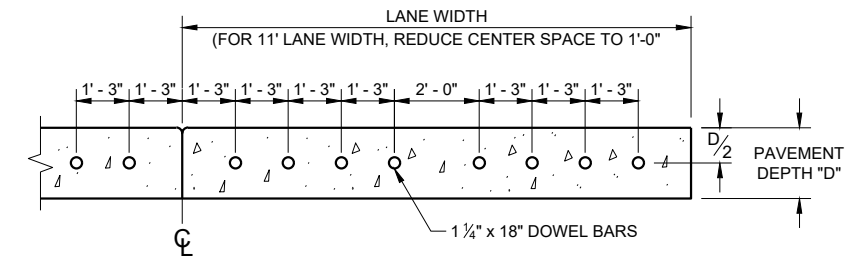 LANE WIDTH
(FOR 11' LANE WIDTH, REDUCE CENTER SPACE TO 1'-0"
1' - 3" 1' - 3" 1' - 3" 1' - 3" 1' - 3" 1' - 3" 2' - 0" 1' - 3" 1' - 3" 1' - 3"
D/2
PAVEMENT
DEPTH "D"
1 ¼" x 18" DOWEL BARS
℄